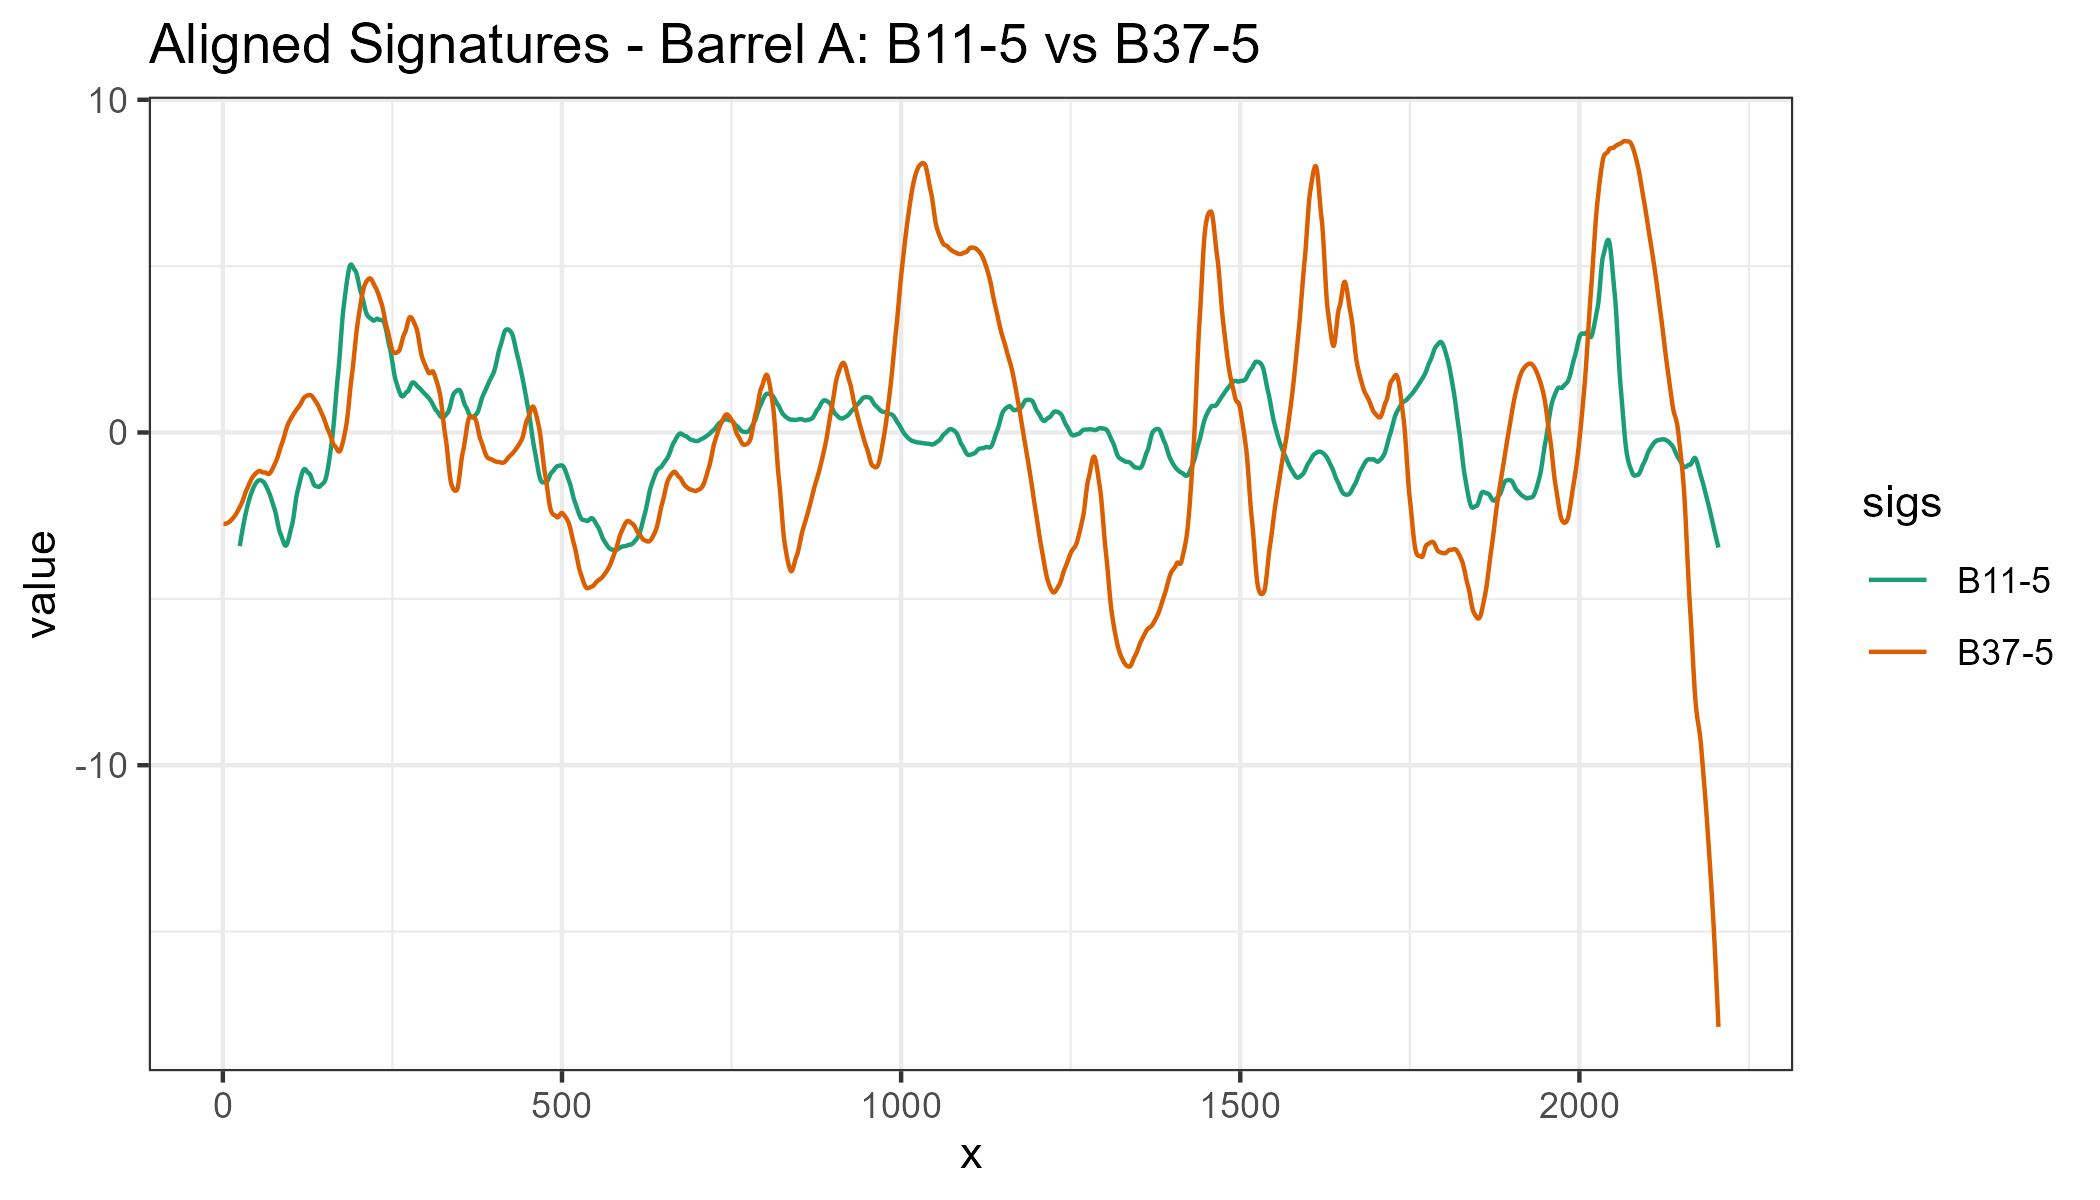 Aligned Signatures - Barrel A: B11-5 vs B37-5
10
0
-10
value
0 500 1000 1500 2000
x
sigs
B11-5
B37-5